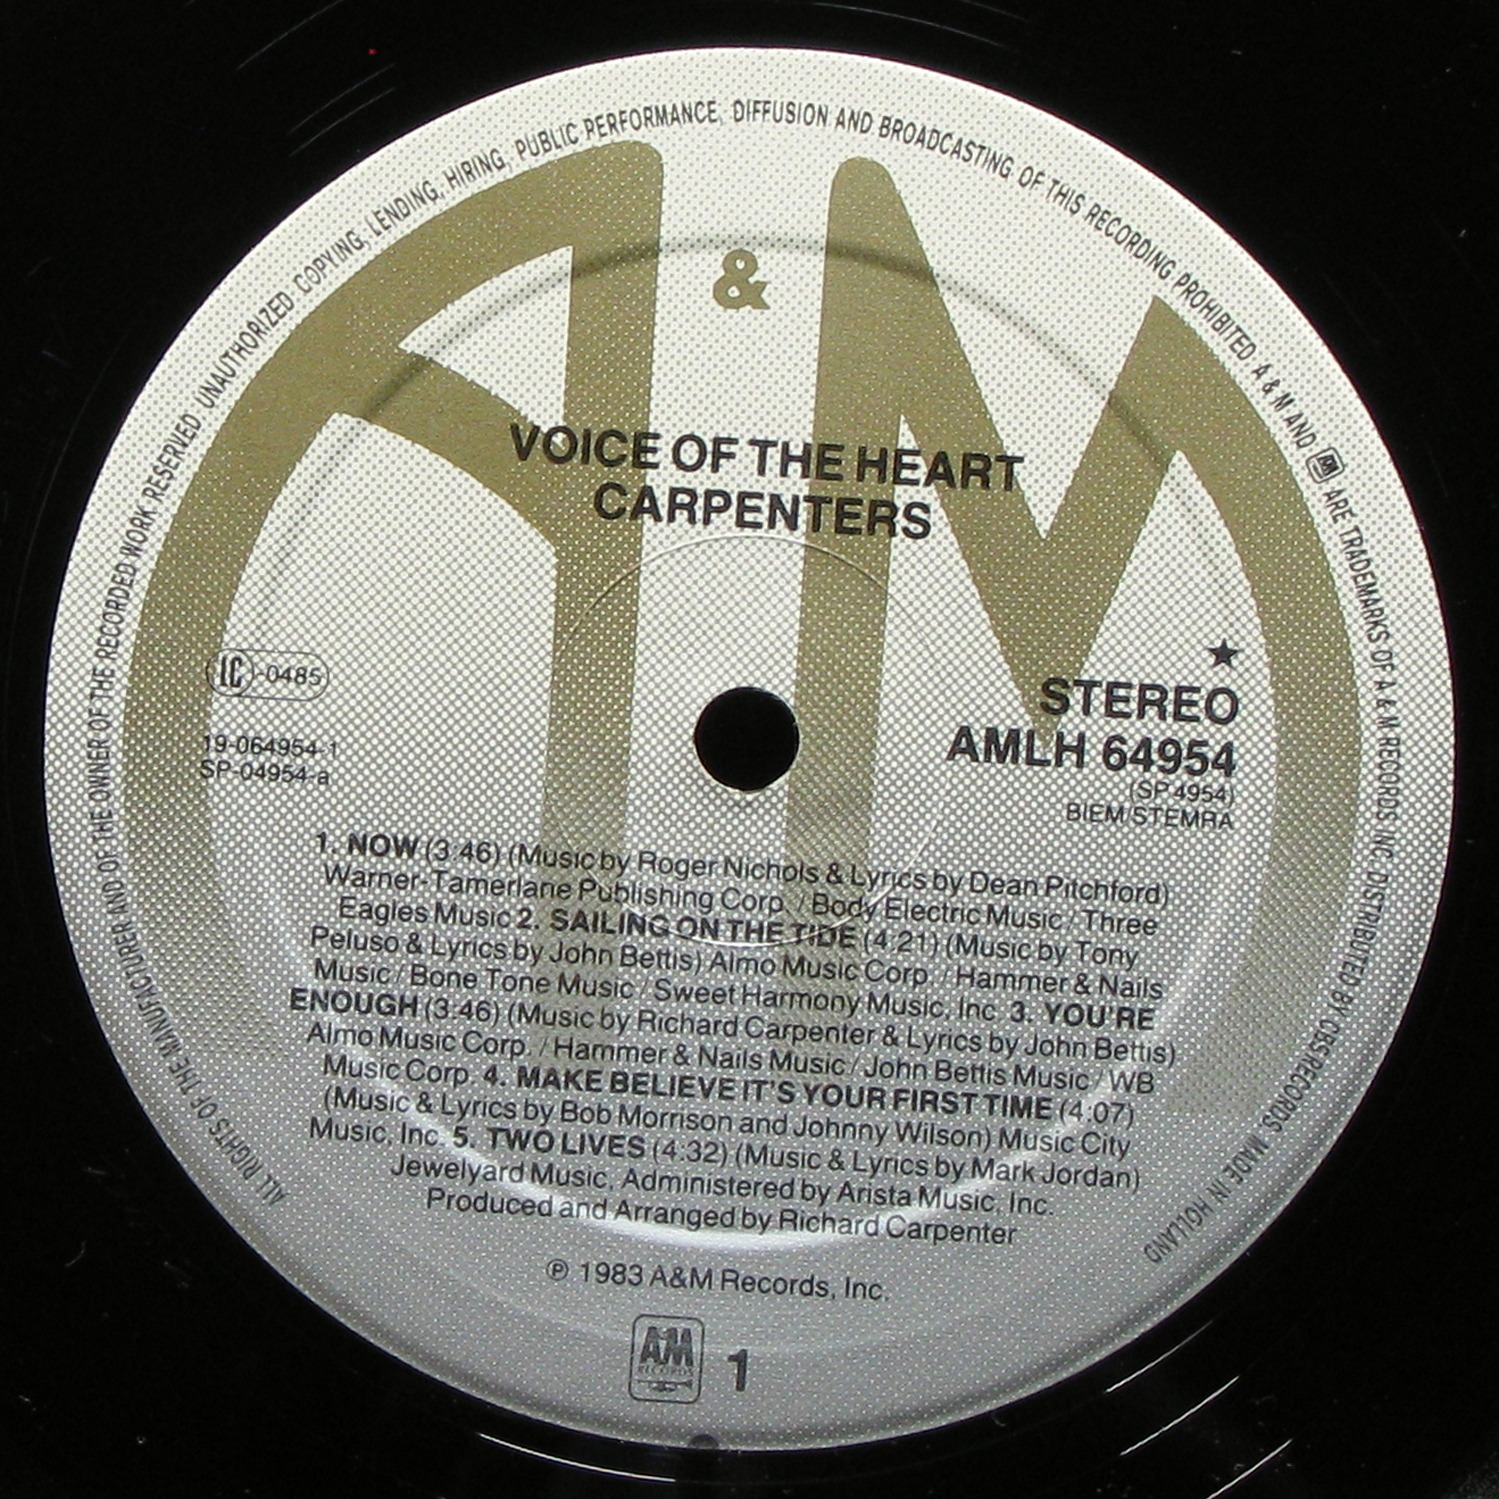 ALL RIGHTS OF THE MANUFACTURER AND OF THE OWNER OF THE RECORDED WORK RESERVED UNAUTHORIZED COPYING, LENDING, HIRING, PUBLIC PERFORMANCE, DIFFUSION AND BROADCASTING OF THIS RECORDING PROHIBITED A & M AND AM ARE TRADEMARKS OF A & M RECORDS INC. DISTRIBUTED BY CBS RECORDS. MADE IN HOLLAND
A & M
VOICE OF THE HEART
CARPENTERS
LC-0485
★
STEREO
19-064954-1
AMLH 64954
SP-04954-a
(SP 4954)
BIEM/STEMRA
1. NOW (3:46) (Music by Roger Nichols & Lyrics by Dean Pitchford)
Warner-Tamerlane Publishing Corp. / Body Electric Music / Three
Eagles Music 2. SAILING ON THE TIDE (4:21) (Music by Tony
Peluso & Lyrics by John Bettis) Almo Music Corp. / Hammer & Nails
Music / Bone Tone Music / Sweet Harmony Music, Inc 3. YOU'RE
ENOUGH (3:46) (Music by Richard Carpenter & Lyrics by John Bettis)
Almo Music Corp. / Hammer & Nails Music / John Bettis Music / WB
Music Corp. 4. MAKE BELIEVE IT'S YOUR FIRST TIME (4:07)
(Music & Lyrics by Bob Morrison and Johnny Wilson) Music City
Music, Inc. 5. TWO LIVES (4:32) (Music & Lyrics by Mark Jordan)
Jewelyard Music, Administered by Arista Music, Inc.
Produced and Arranged by Richard Carpenter
℗ 1983 A&M Records, Inc.
AM
RECORDS
1